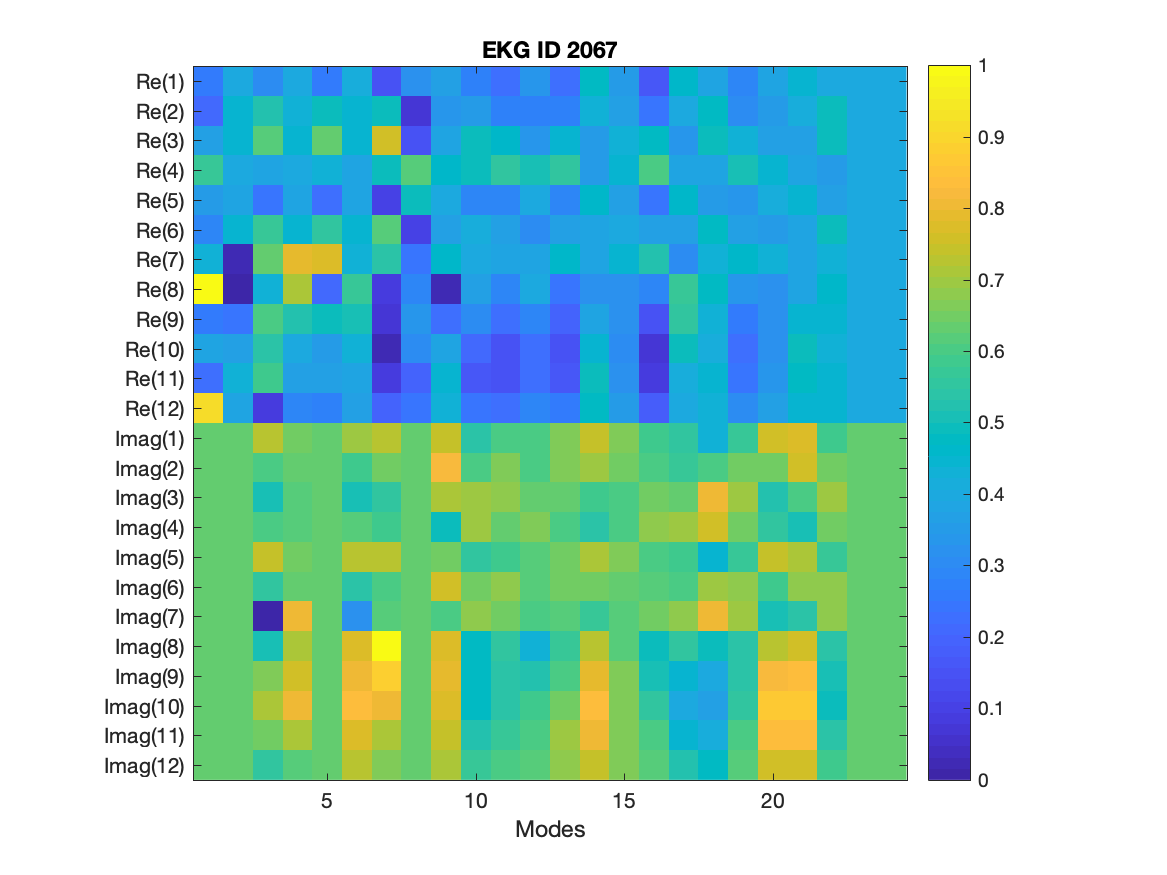 EKG ID 2067
Re(1)
Re(2)
Re(3)
Re(4)
Re(5)
Re(6)
Re(7)
Re(8)
Re(9)
Re(10)
Re(11)
Re(12)
Imag(1)
Imag(2)
Imag(3)
Imag(4)
Imag(5)
Imag(6)
Imag(7)
Imag(8)
Imag(9)
Imag(10)
Imag(11)
Imag(12)
5 10 15 20
Modes
1
0.9
0.8
0.7
0.6
0.5
0.4
0.3
0.2
0.1
0